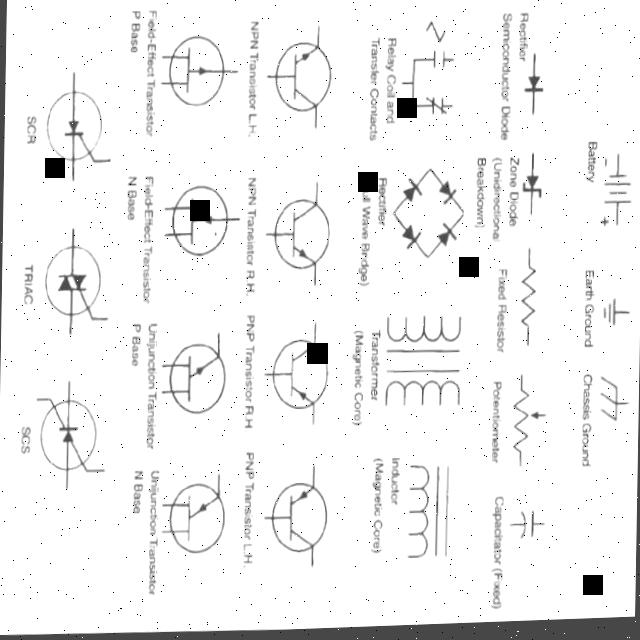 Battery
+
Earth Ground
Chassis Ground
Rectifier
Semiconductor Diode
Zone Diode
(Unidirectional
Breakdown)
Fixed Resistor
Potentiometer
Capacitator (Fixed)
Relay Coil and
Transfer Contacts
Rectifier
Wave Bridge)
Transformer
(Magnetic Core)
Inductor
(Magnetic Core)
NPN Transistor L.H.
NPN Transistor R.H.
PNP Transistor R.H
PNP Transistor L.H.
Field-Effect Transistor
P Base
Field-Effect Transistor
N Base
Unijunction Transistor
P Base
Unijunction Transistor
N Base
SCR
TRIAC
SCS